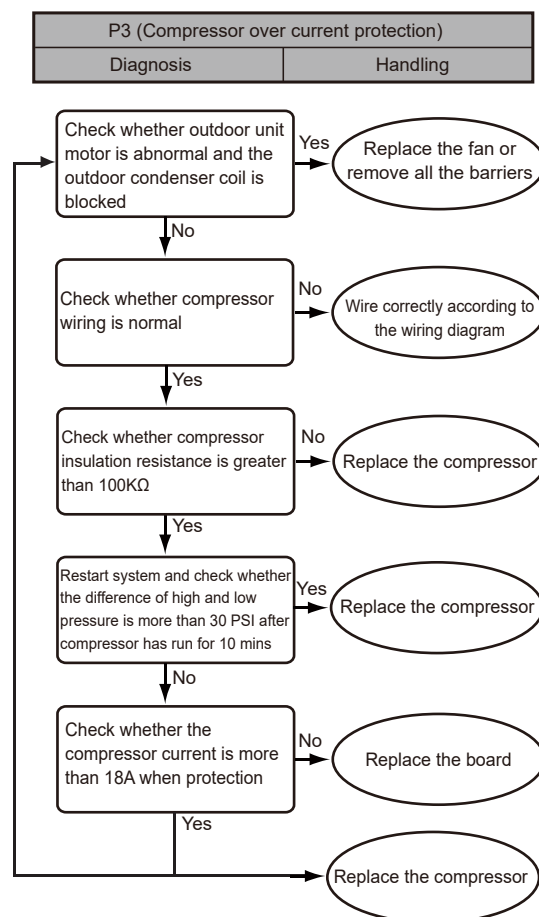 P3 (Compressor over current protection)
Diagnosis
Handling
Check whether outdoor unit
motor is abnormal and the
outdoor condenser coil is
blocked
Yes
Replace the fan or
remove all the barriers
No
Check whether compressor
wiring is normal
No
Wire correctly according to
the wiring diagram
Yes
Check whether compressor
insulation resistance is greater
than 100KΩ
No
Replace the compressor
Yes
Restart system and check whether
the difference of high and low
pressure is more than 30 PSI after
compressor has run for 10 mins
Yes
Replace the compressor
No
Check whether the
compressor current is more
than 18A when protection
No
Replace the board
Yes
Replace the compressor